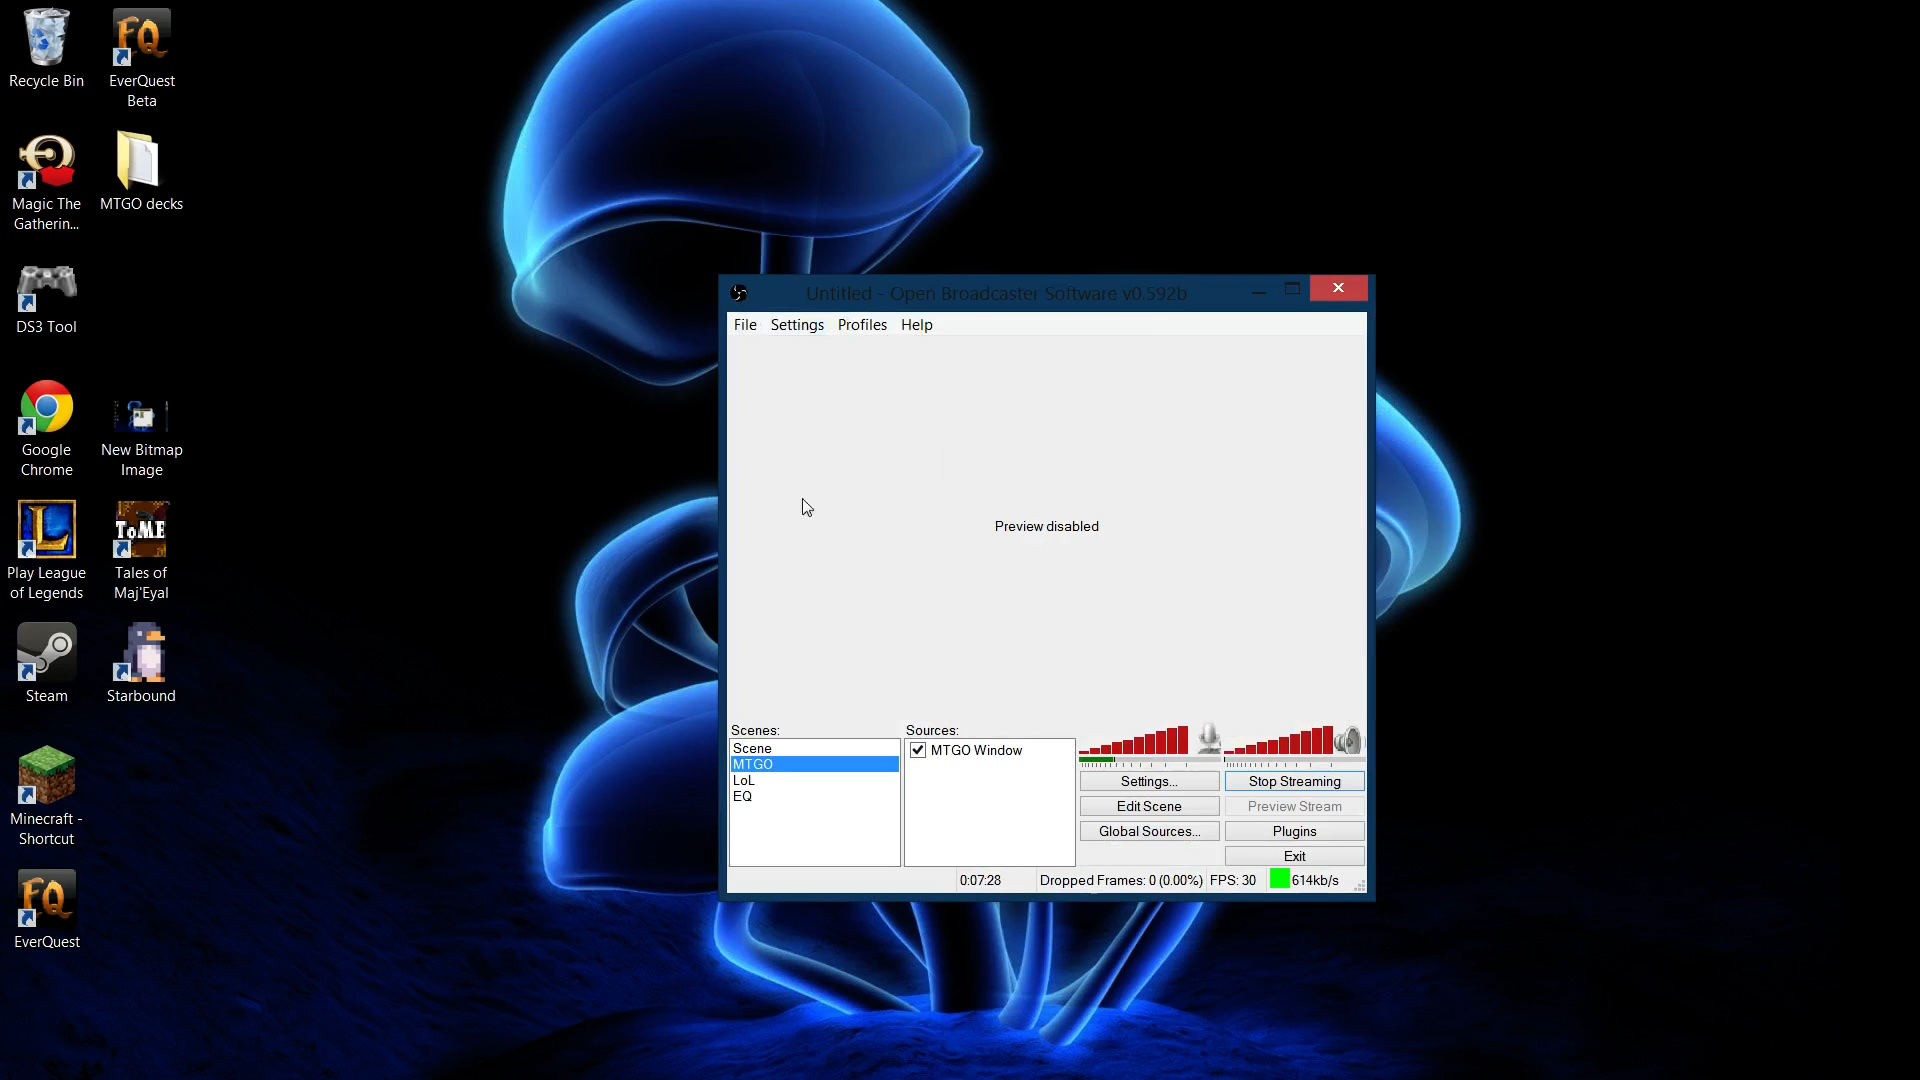 Recycle Bin
EverQuest
Beta
Magic The
Gatherin...
MTGO decks
DS3 Tool
Google
Chrome
New Bitmap
Image
Play League
of Legends
ToME
Tales of
Maj'Eyal
Steam
Starbound
Minecraft -
Shortcut
EverQuest
Untitled - Open Broadcaster Software v0.592b
File Settings Profiles Help
Preview disabled
Scenes:
Scene
MTGO
LoL
EQ
Sources:
MTGO Window
Settings...
Stop Streaming
Edit Scene
Preview Stream
Global Sources...
Plugins
Exit
0:07:28
Dropped Frames: 0 (0.00%)
FPS: 30
614kb/s